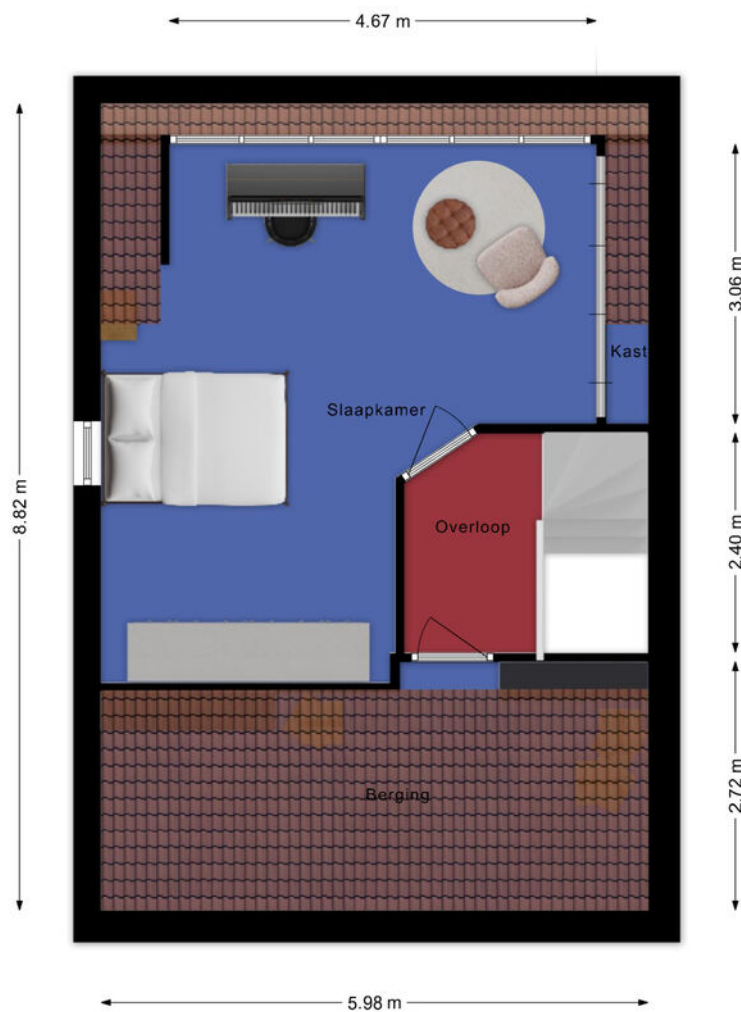 4.67 m
3.06 m
Kast
Slaapkamer
8.82 m
Overloop
2.40 m
2.72 m
Berging
5.98 m